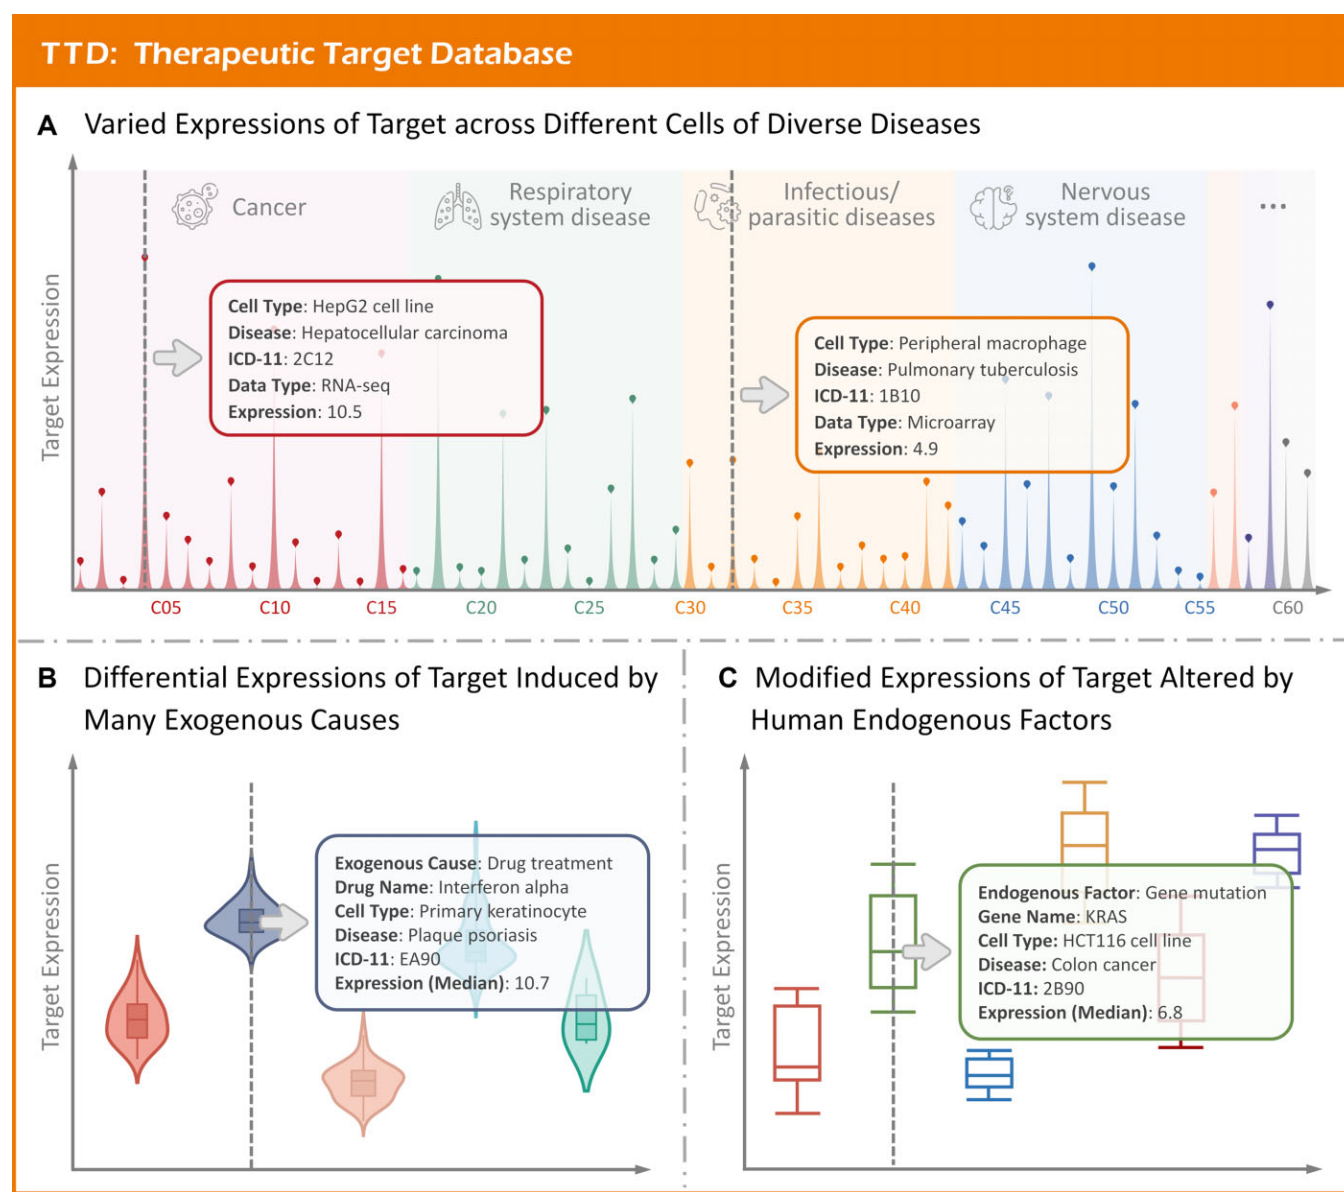 TTD: Therapeutic Target Database
A Varied Expressions of Target across Different Cells of Diverse Diseases
Target Expression
Cancer
Respiratory
system disease
Infectious/
parasitic diseases
Nervous
system disease
...
Cell Type: HepG2 cell line
Disease: Hepatocellular carcinoma
ICD-11: 2C12
Data Type: RNA-seq
Expression: 10.5
Cell Type: Peripheral macrophage
Disease: Pulmonary tuberculosis
ICD-11: 1B10
Data Type: Microarray
Expression: 4.9
C05 C10 C15 C20 C25 C30 C35 C40 C45 C50 C55 C60
B Differential Expressions of Target Induced by
Many Exogenous Causes
Target Expression
Exogenous Cause: Drug treatment
Drug Name: Interferon alpha
Cell Type: Primary keratinocyte
Disease: Plaque psoriasis
ICD-11: EA90
Expression (Median): 10.7
C Modified Expressions of Target Altered by
Human Endogenous Factors
Target Expression
Endogenous Factor: Gene mutation
Gene Name: KRAS
Cell Type: HCT116 cell line
Disease: Colon cancer
ICD-11: 2B90
Expression (Median): 6.8